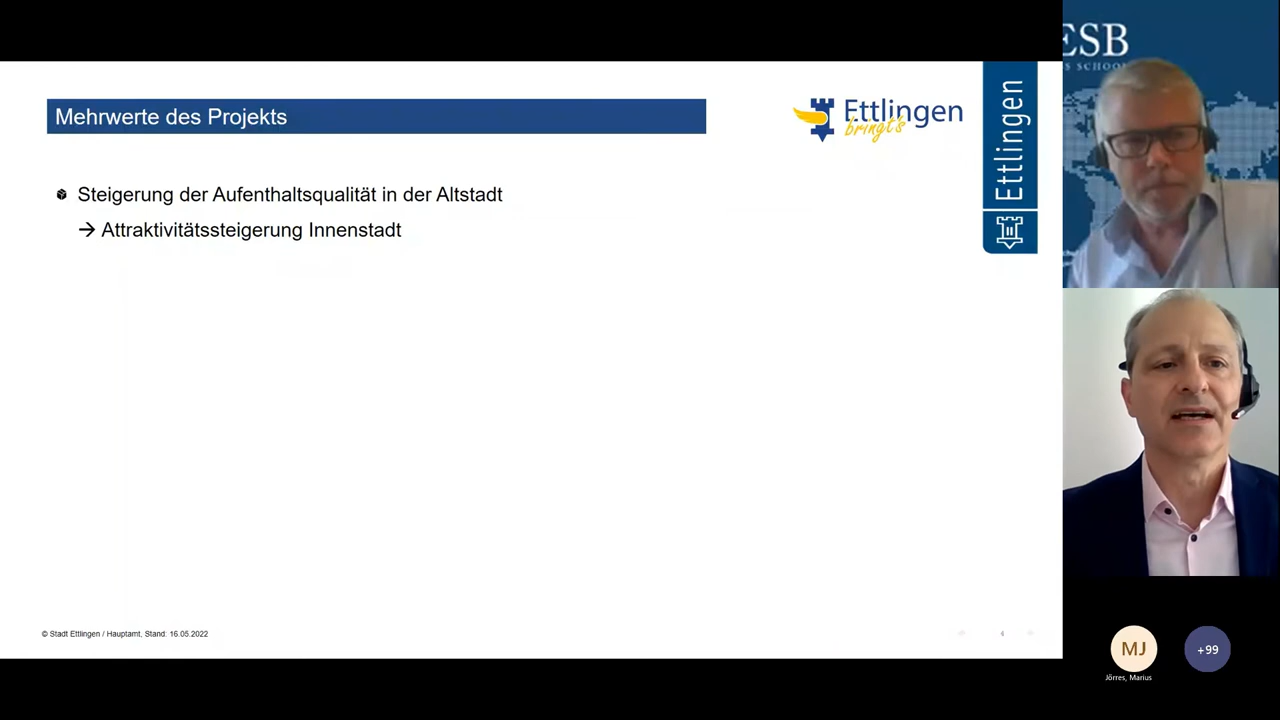 Mehrwerte des Projekts
Ettlingen
bringt's
Ettlingen
Steigerung der Aufenthaltsqualität in der Altstadt
→ Attraktivitätssteigerung Innenstadt
© Stadt Ettlingen / Hauptamt, Stand: 16.05.2022
ESB
S SCHOOL
MJ
+99
Jörres, Marius